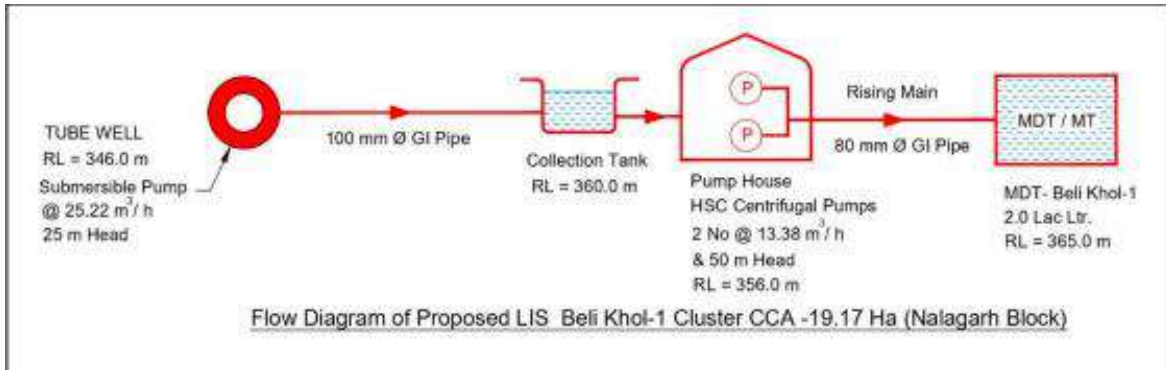 TUBE WELL
RL = 346.0 m
Submersible Pump
@ 25.22 m³/ h
25 m Head
100 mm Ø GI Pipe
Collection Tank
RL = 360.0 m
P
P
Pump House
HSC Centrifugal Pumps
2 No @ 13.38 m³/ h
& 50 m Head
RL = 356.0 m
Rising Main
80 mm Ø GI Pipe
MDT / MT
MDT- Beli Khol-1
2.0 Lac Ltr.
RL = 365.0 m
Flow Diagram of Proposed LIS Beli Khol-1 Cluster CCA -19.17 Ha (Nalagarh Block)